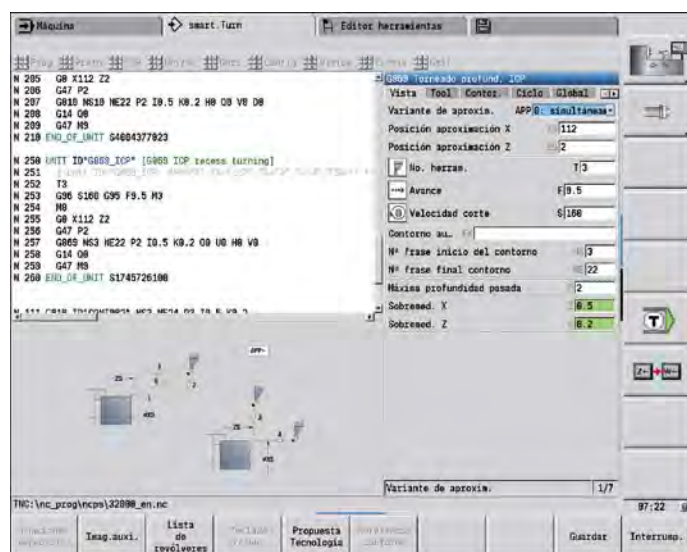 Máquina
smart.Turn
Editor herramientas
N 205 G0 X112 Z2
N 206 G47 P2
N 207 G810 NS10 NE22 P2 I0.5 K0.2 H0 Q0 V0 D0
N 208 G14 Q0
N 209 G47 M9
N 210 END_OF_UNIT
N 250 UNIT ID"G869_ICP" [G869 ICP recess turning]
N 251
N 252 T3
N 253 G96 S160 G95 F9.5 M3
N 254 M8
N 255 G0 X112 Z2
N 256 G47 P2
N 257 G869 NS3 NE22 P2 I0.5 K0.2 Q0 U0 H0 V0
N 258 G14 Q0
N 259 G47 M9
N 260 END_OF_UNIT
G869 Torneado profund. ICP
Vista Tool Contor. Ciclo Global
Variante de aproxim. APP 0: simultanea
Posición aproximación X 112
Posición aproximación Z 2
No. herram. T 3
Avance F 9.5
Velocidad corte S 160
Contorno au..
Nº frase inicio del contorno 3
Nº frase final contorno 22
Máxima profundidad pasada 2
Sobremed. X 0.5
Sobremed. Z 0.2
APP=
Variante de aproxim. 1/7
TNC:\nc_prog\ncps\32090_en.nc
07:22
Imag.auxi.
Lista de revólveres
Propuesta Tecnología
Guardar
Interrump.